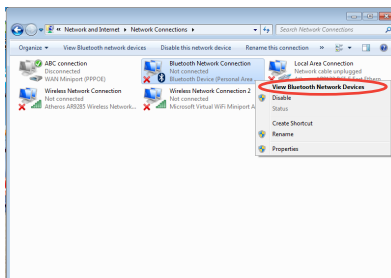 « Network and Internet ▸ Network Connections ▸
Search Network Connections
Organize ▾ View Bluetooth network devices Disable this network device Rename this connection »
ABC connection
Disconnected
WAN Miniport (PPPOE)
Bluetooth Network Connection
Not connected
Bluetooth Device (Personal Area ...
Local Area Connection
Network cable unplugged
Wireless Network Connection
Not connected
Atheros AR9285 Wireless Network...
Wireless Network Connection 2
Not connected
Microsoft Virtual WiFi Miniport A
View Bluetooth Network Devices
Disable
Status
Create Shortcut
Rename
Properties